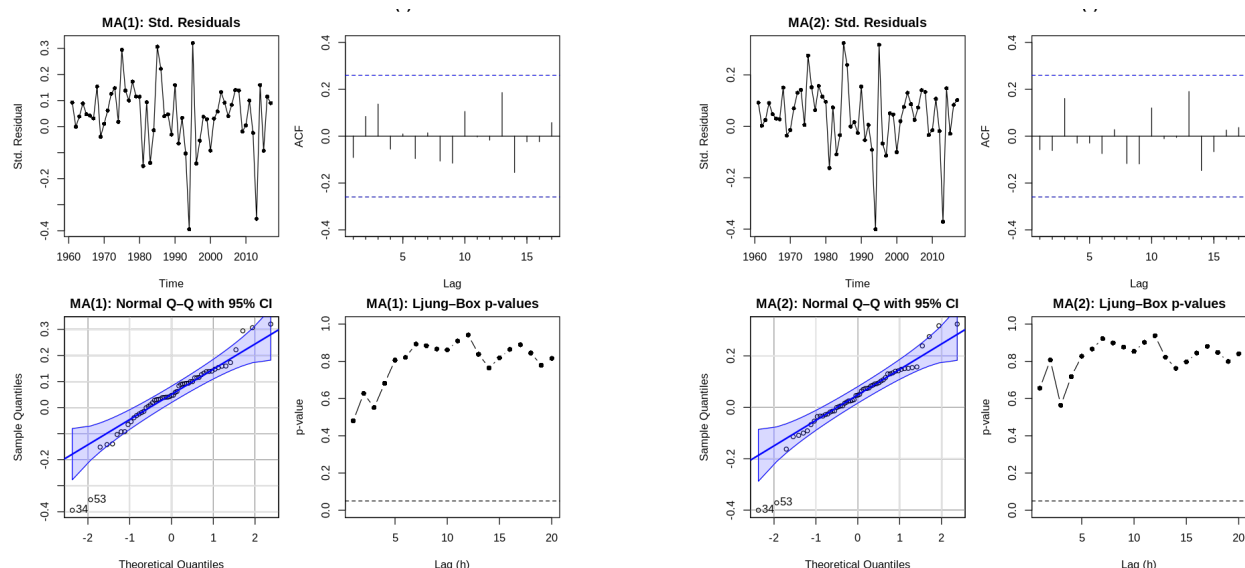 MA(1): Std. Residuals
Std. Residual
-0.4
-0.2
0.0
0.1
0.3
1960 1970 1980 1990 2000 2010
Time
ACF
-0.4
-0.2
0.0
0.2
0.4
5 10 15
Lag
MA(2): Std. Residuals
Std. Residual
-0.4
-0.2
0.0
0.2
1960 1970 1980 1990 2000 2010
Time
ACF
-0.4
-0.2
0.0
0.2
0.4
5 10 15
Lag
MA(1): Normal Q–Q with 95% CI
Sample Quantiles
-0.4
-0.2
0.0
0.1
0.2
0.3
53
34
-2 -1 0 1 2
Theoretical Quantiles
MA(1): Ljung–Box p-values
p-value
0.0
0.2
0.4
0.6
0.8
1.0
5 10 15 20
Lag (h)
MA(2): Normal Q–Q with 95% CI
Sample Quantiles
-0.4
-0.2
0.0
0.2
53
34
-2 -1 0 1 2
Theoretical Quantiles
MA(2): Ljung–Box p-values
p-value
0.0
0.2
0.4
0.6
0.8
1.0
5 10 15 20
Lag (h)